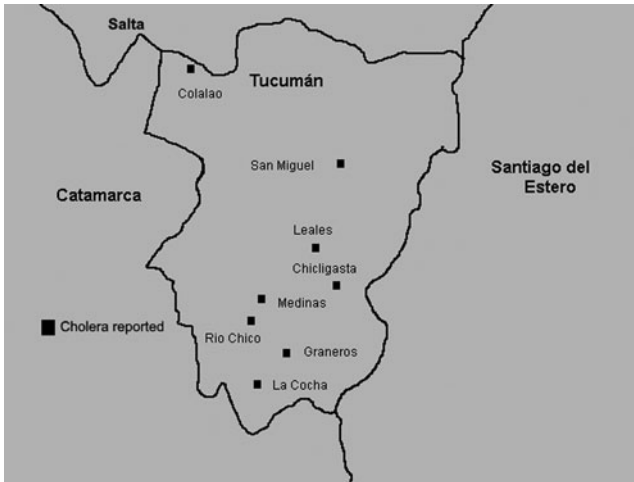 Salta
Tucumán
Colalao
San Miguel
Santiago del
Estero
Catamarca
Leales
Chicligasta
Medinas
Cholera reported
Rio Chico
Graneros
La Cocha